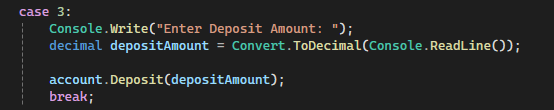 case 3:
Console.Write("Enter Deposit Amount: ");
decimal depositAmount = Convert.ToDecimal(Console.ReadLine());
account.Deposit(depositAmount);
break;